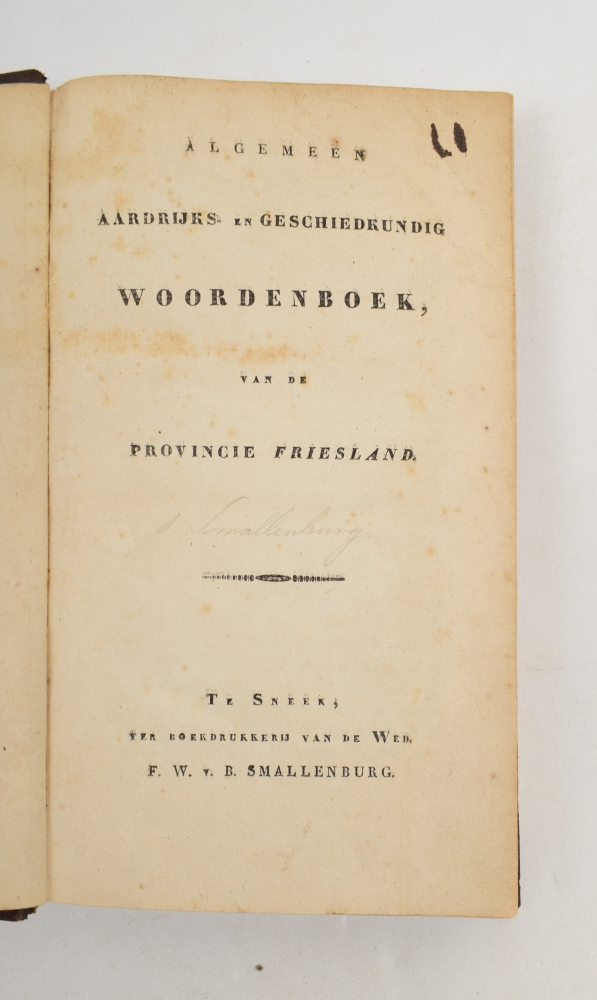 ALGEMEEN
AARDRIJKS- EN GESCHIEDKUNDIG
WOORDENBOEK,
VAN DE
PROVINCIE FRIESLAND.
Smallenburg
TE SNEEK,
TER BOEKDRUKKERIJ VAN DE WED.
F. W. v. B. SMALLENBURG.